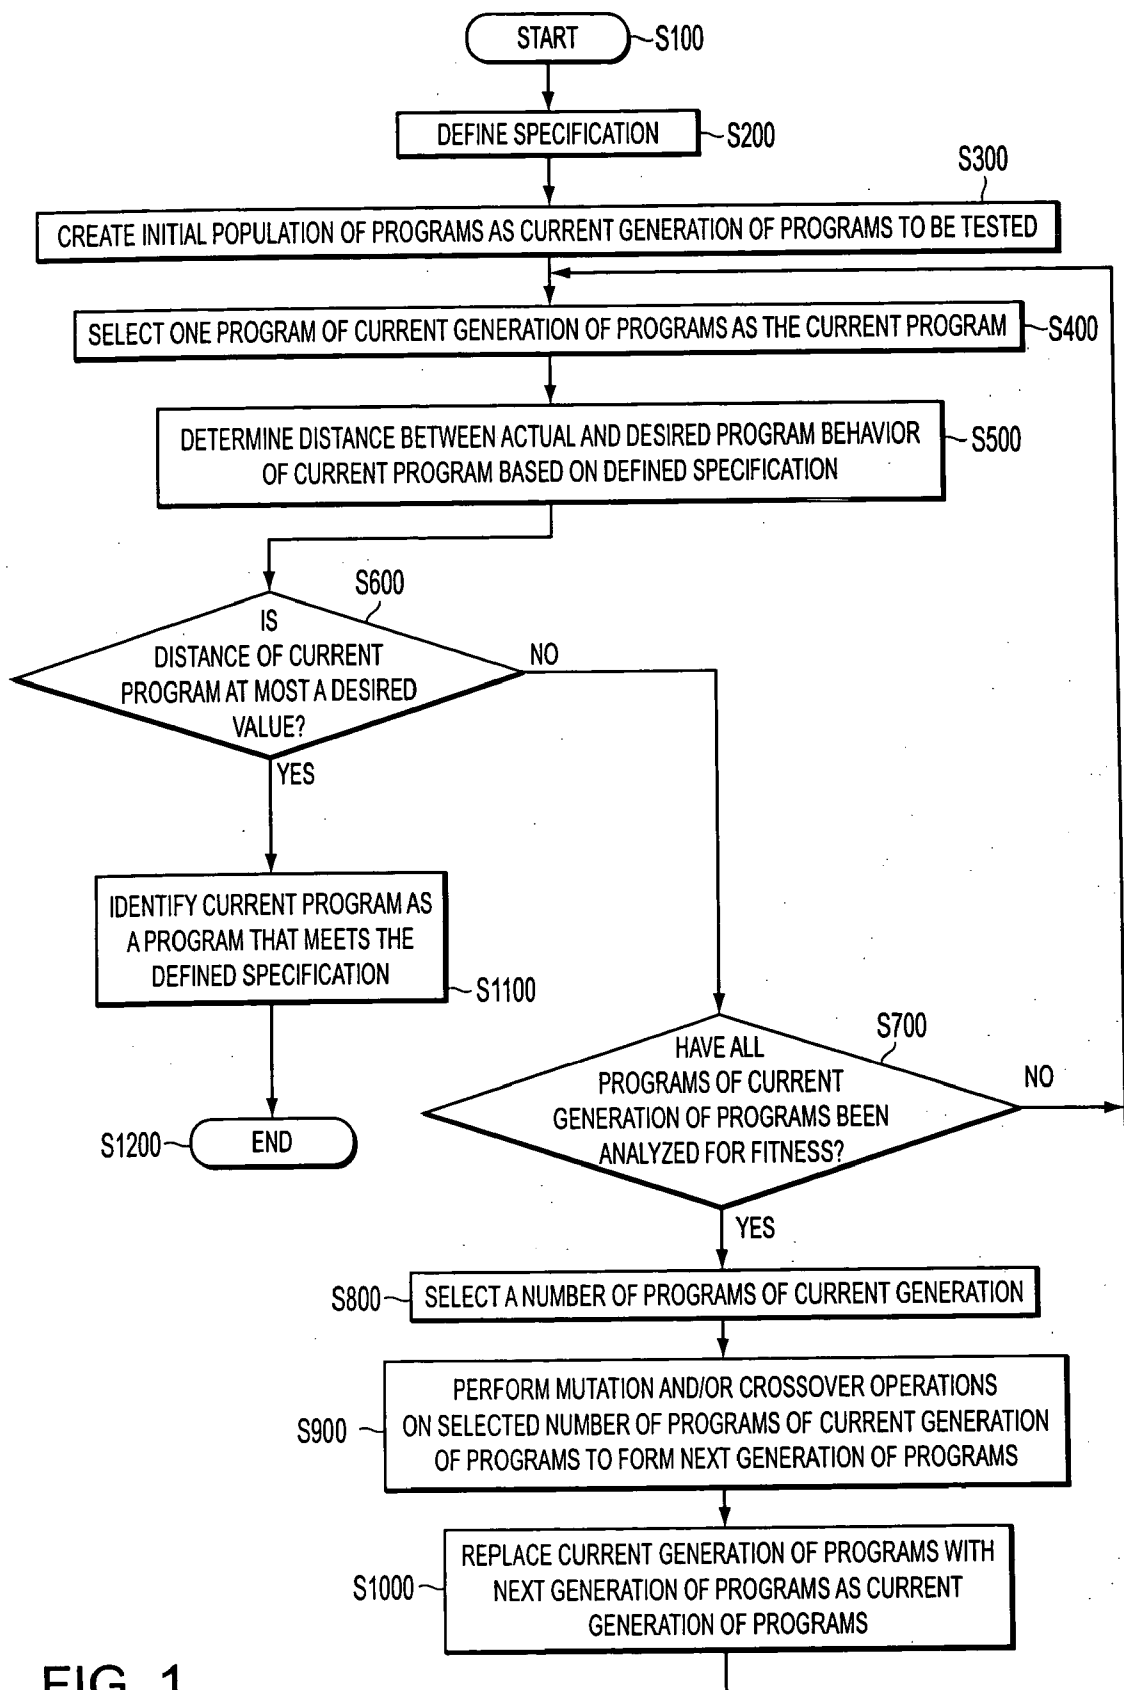 START
S100
DEFINE SPECIFICATION
S200
S300
CREATE INITIAL POPULATION OF PROGRAMS AS CURRENT GENERATION OF PROGRAMS TO BE TESTED
SELECT ONE PROGRAM OF CURRENT GENERATION OF PROGRAMS AS THE CURRENT PROGRAM
S400
DETERMINE DISTANCE BETWEEN ACTUAL AND DESIRED PROGRAM BEHAVIOR
OF CURRENT PROGRAM BASED ON DEFINED SPECIFICATION
S500
S600
IS
DISTANCE OF CURRENT
PROGRAM AT MOST A DESIRED
VALUE?
NO
YES
IDENTIFY CURRENT PROGRAM AS
A PROGRAM THAT MEETS THE
DEFINED SPECIFICATION
S1100
S1200
END
S700
HAVE ALL
PROGRAMS OF CURRENT
GENERATION OF PROGRAMS BEEN
ANALYZED FOR FITNESS?
NO
YES
S800
SELECT A NUMBER OF PROGRAMS OF CURRENT GENERATION
S900
PERFORM MUTATION AND/OR CROSSOVER OPERATIONS
ON SELECTED NUMBER OF PROGRAMS OF CURRENT GENERATION
OF PROGRAMS TO FORM NEXT GENERATION OF PROGRAMS
S1000
REPLACE CURRENT GENERATION OF PROGRAMS WITH
NEXT GENERATION OF PROGRAMS AS CURRENT
GENERATION OF PROGRAMS
FIG. 1